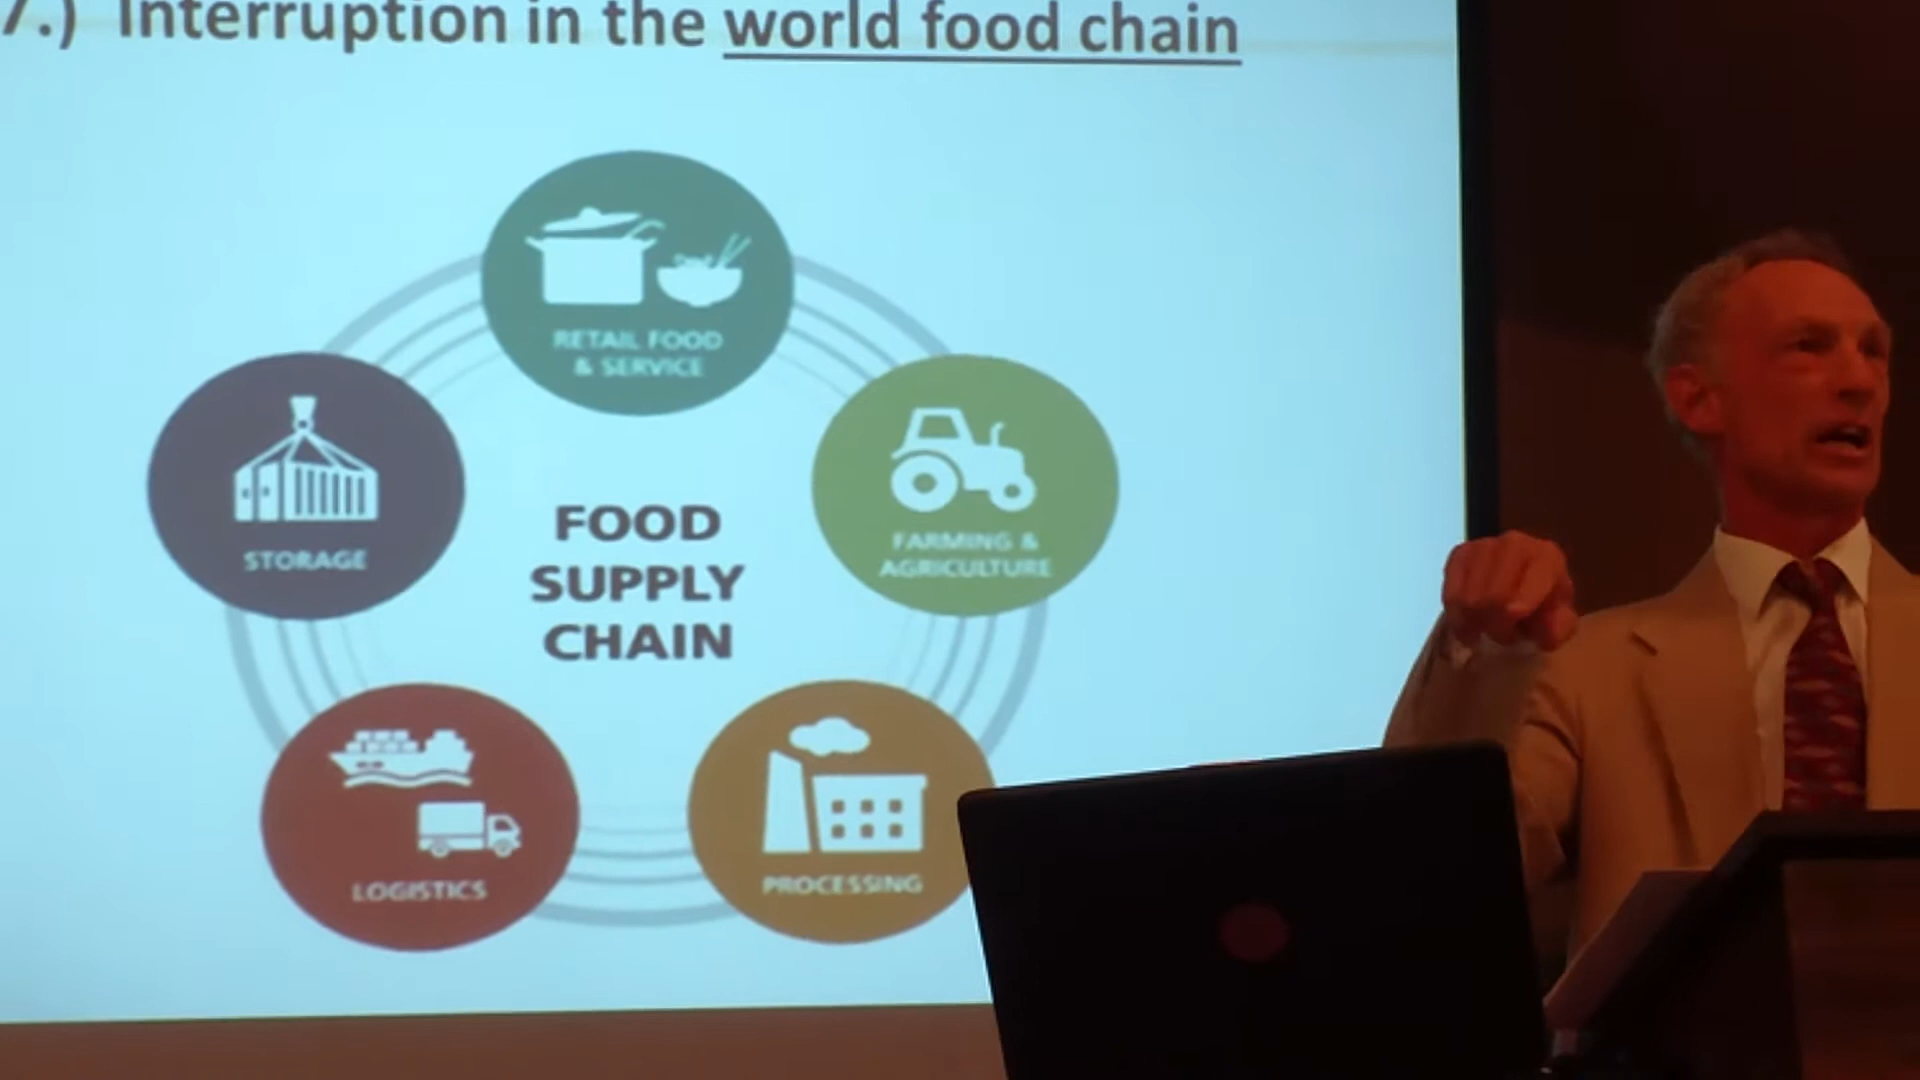 7.) Interruption in the world food chain
RETAIL FOOD
& SERVICE
STORAGE
FARMING &
AGRICULTURE
FOOD
SUPPLY
CHAIN
LOGISTICS
PROCESSING